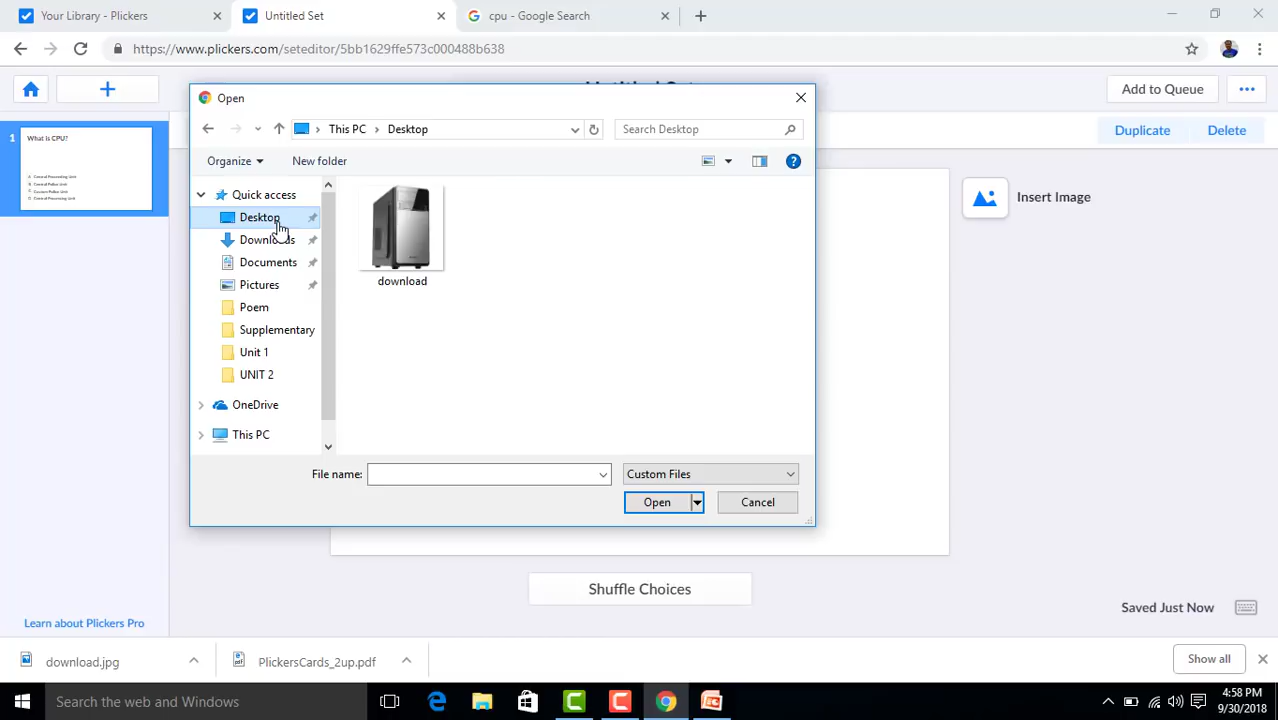 Your Library - Plickers
Untitled Set
cpu - Google Search
https://www.plickers.com/seteditor/5bb1629ffe573c000488b638
Add to Queue
Open
This PC
Desktop
Search Desktop
Duplicate
Delete
1
What is CPU?
A Central Processing Unit
Organize
New folder
Quick access
Desktop
Downloads
Documents
Pictures
Poem
Supplementary
Unit 1
UNIT 2
OneDrive
This PC
download
Insert Image
File name:
Custom Files
Open
Cancel
Shuffle Choices
Saved Just Now
Learn about Plickers Pro
download.jpg
PlickersCards_2up.pdf
Show all
Search the web and Windows
4:58 PM
9/30/2018